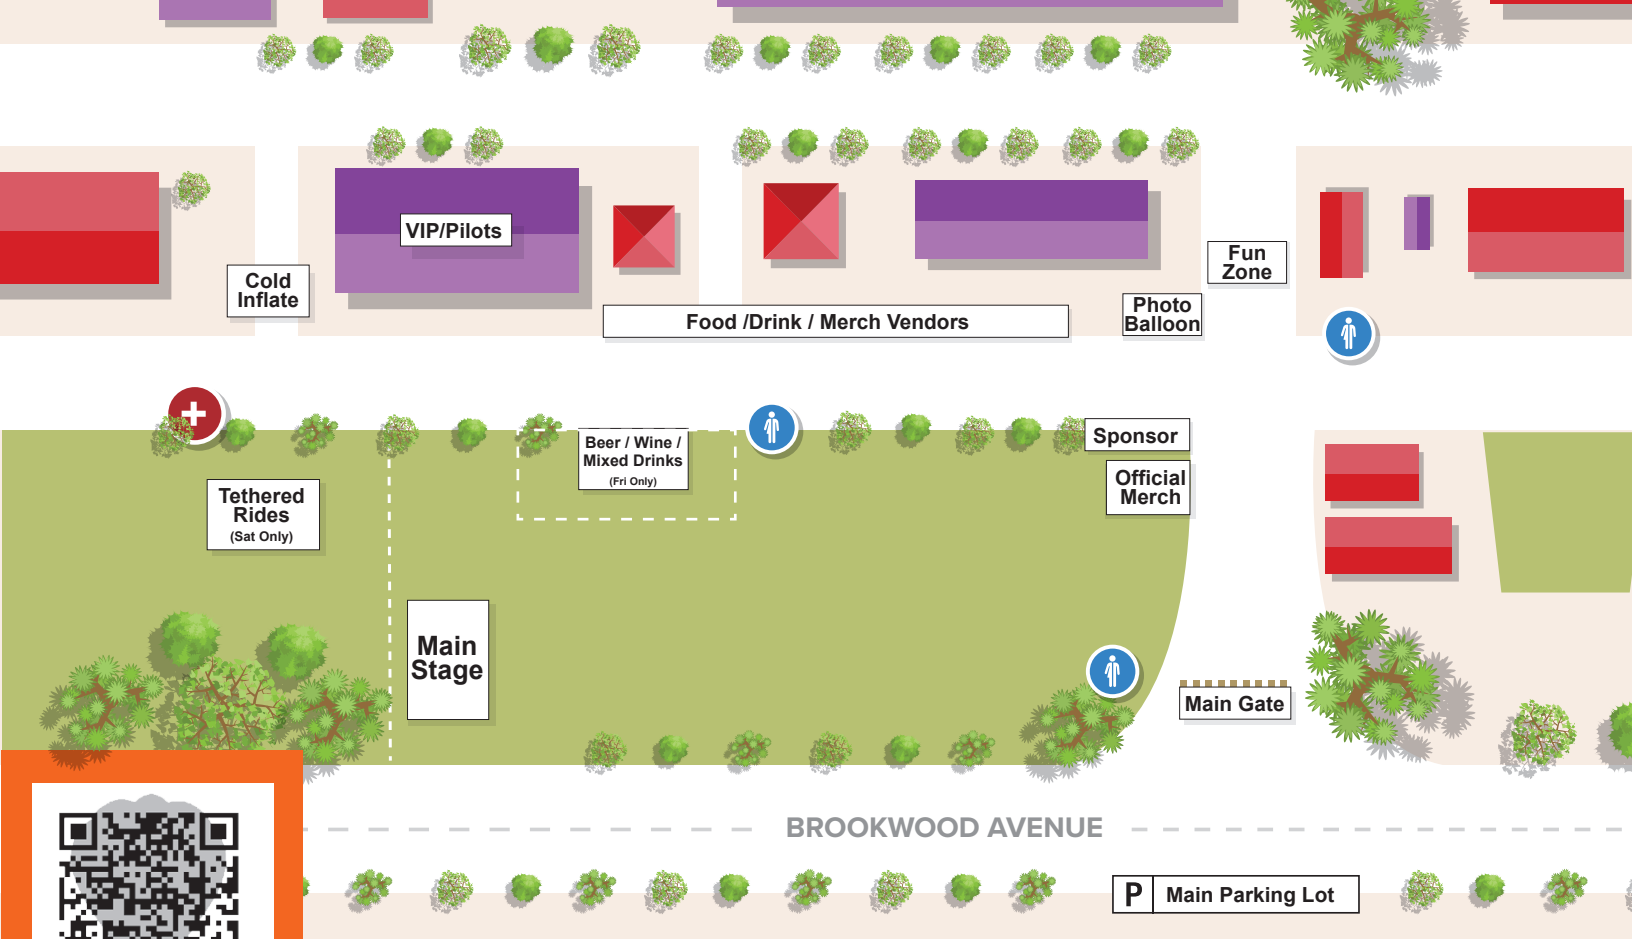 VIP/Pilots
Fun
Zone
Cold
Inflate
Photo
Balloon
Food /Drink / Merch Vendors
Sponsor
Beer / Wine /
Mixed Drinks
(Fri Only)
Official
Merch
Tethered
Rides
(Sat Only)
Main
Stage
Main Gate
BROOKWOOD AVENUE
P
Main Parking Lot